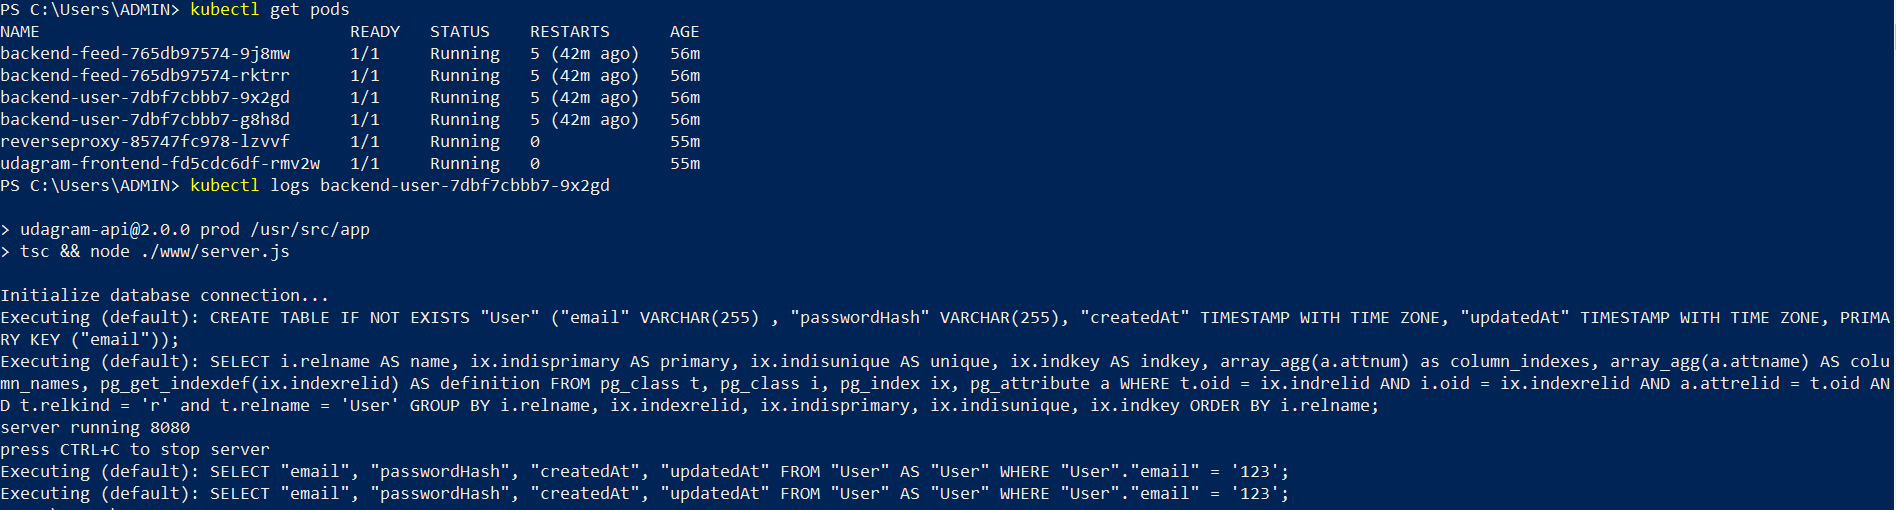 PS C:\Users\ADMIN> kubectl get pods
NAME                               READY   STATUS    RESTARTS      AGE
backend-feed-765db97574-9j8mw      1/1     Running   5 (42m ago)   56m
backend-feed-765db97574-rktrr      1/1     Running   5 (42m ago)   56m
backend-user-7dbf7cbbb7-9x2gd      1/1     Running   5 (42m ago)   56m
backend-user-7dbf7cbbb7-g8h8d      1/1     Running   5 (42m ago)   56m
reverseproxy-85747fc978-lzvvf      1/1     Running   0             55m
udagram-frontend-fd5cdc6df-rmv2w   1/1     Running   0             55m
PS C:\Users\ADMIN> kubectl logs backend-user-7dbf7cbbb7-9x2gd
> udagram-api@2.0.0 prod /usr/src/app
> tsc && node ./www/server.js
Initialize database connection...
Executing (default): CREATE TABLE IF NOT EXISTS "User" ("email" VARCHAR(255) , "passwordHash" VARCHAR(255), "createdAt" TIMESTAMP WITH TIME ZONE, "updatedAt" TIMESTAMP WITH TIME ZONE, PRIMA
RY KEY ("email"));
Executing (default): SELECT i.relname AS name, ix.indisprimary AS primary, ix.indisunique AS unique, ix.indkey AS indkey, array_agg(a.attnum) as column_indexes, array_agg(a.attname) AS colu
mn_names, pg_get_indexdef(ix.indexrelid) AS definition FROM pg_class t, pg_class i, pg_index ix, pg_attribute a WHERE t.oid = ix.indrelid AND i.oid = ix.indexrelid AND a.attrelid = t.oid AN
D t.relkind = 'r' and t.relname = 'User' GROUP BY i.relname, ix.indexrelid, ix.indisprimary, ix.indisunique, ix.indkey ORDER BY i.relname;
server running 8080
press CTRL+C to stop server
Executing (default): SELECT "email", "passwordHash", "createdAt", "updatedAt" FROM "User" AS "User" WHERE "User"."email" = '123';
Executing (default): SELECT "email", "passwordHash", "createdAt", "updatedAt" FROM "User" AS "User" WHERE "User"."email" = '123';